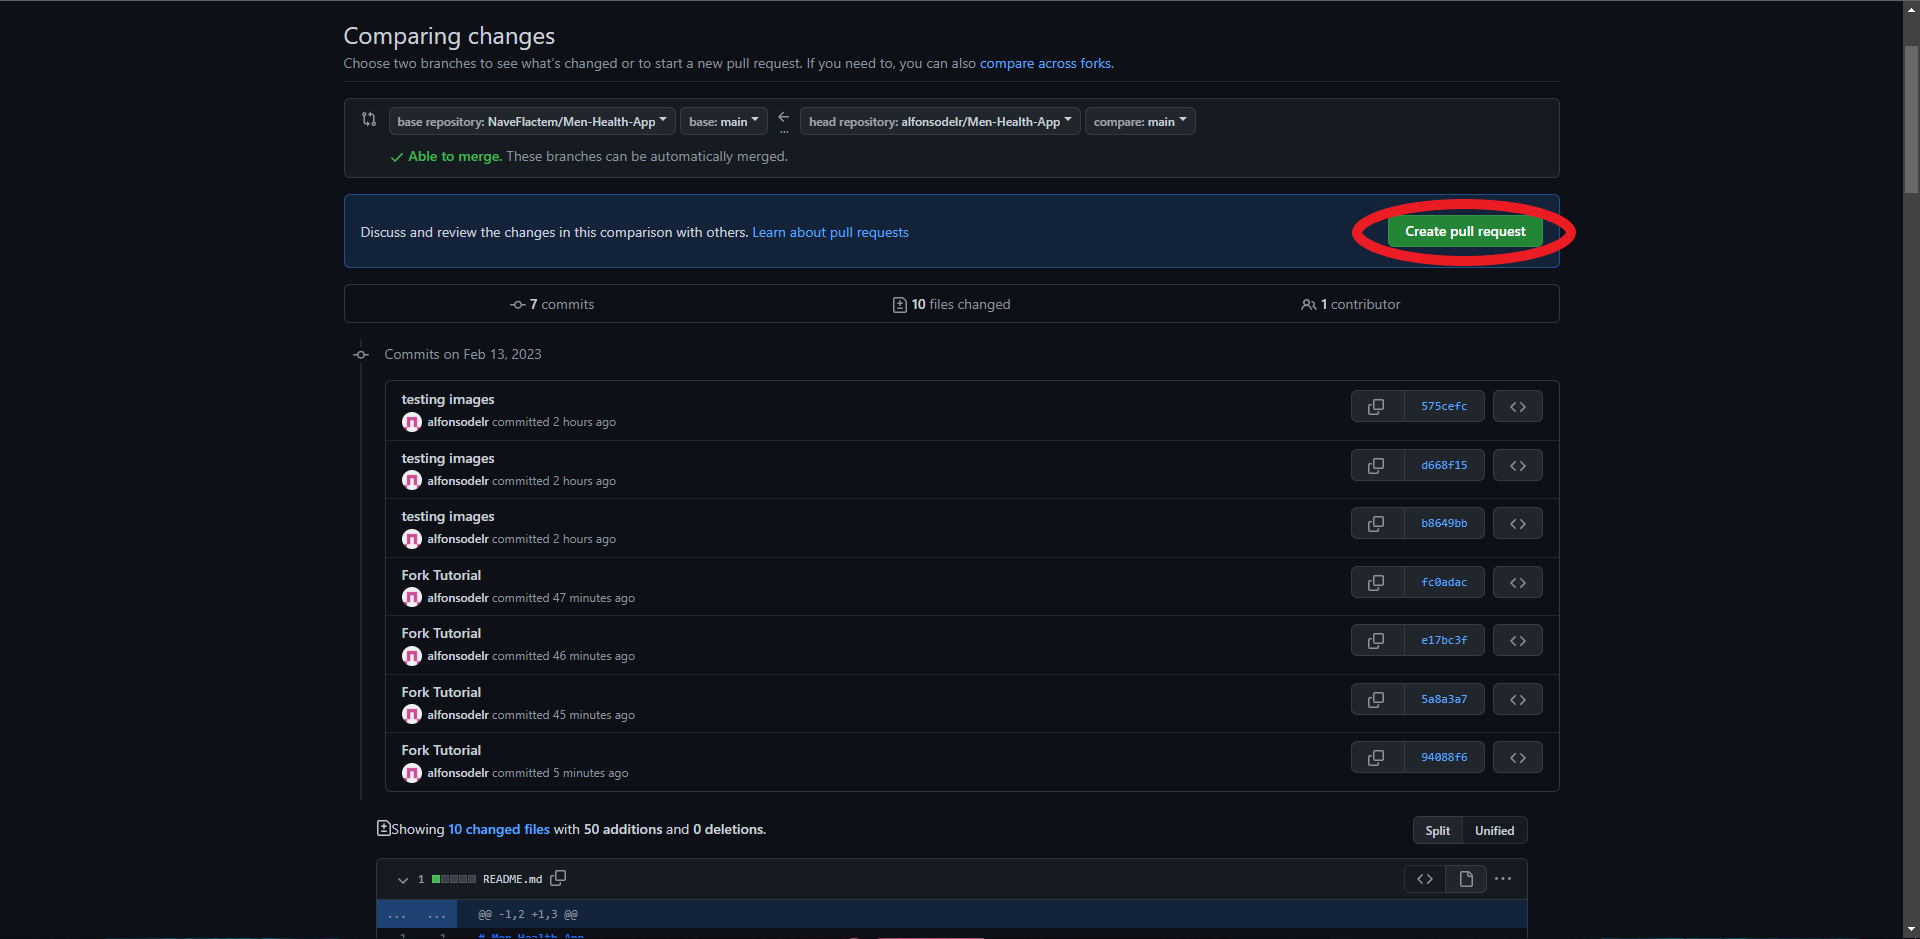 Comparing changes
Choose two branches to see what's changed or to start a new pull request. If you need to, you can also compare across forks.
base repository: NaveFlactem/Men-Health-App base: main ... head repository: alfonsodelr/Men-Health-App compare: main
Able to merge. These branches can be automatically merged.
Discuss and review the changes in this comparison with others. Learn about pull requests Create pull request
7 commits 10 files changed 1 contributor
Commits on Feb 13, 2023
testing images
alfonsodelr committed 2 hours ago 575cefc
testing images
alfonsodelr committed 2 hours ago d668f15
testing images
alfonsodelr committed 2 hours ago b8649bb
Fork Tutorial
alfonsodelr committed 47 minutes ago fc0adac
Fork Tutorial
alfonsodelr committed 46 minutes ago e17bc3f
Fork Tutorial
alfonsodelr committed 45 minutes ago 5a8a3a7
Fork Tutorial
alfonsodelr committed 5 minutes ago 94088f6
Showing 10 changed files with 50 additions and 0 deletions. Split Unified
1 README.md
... ... @@ -1,2 +1,3 @@
1 1 # Men Health App